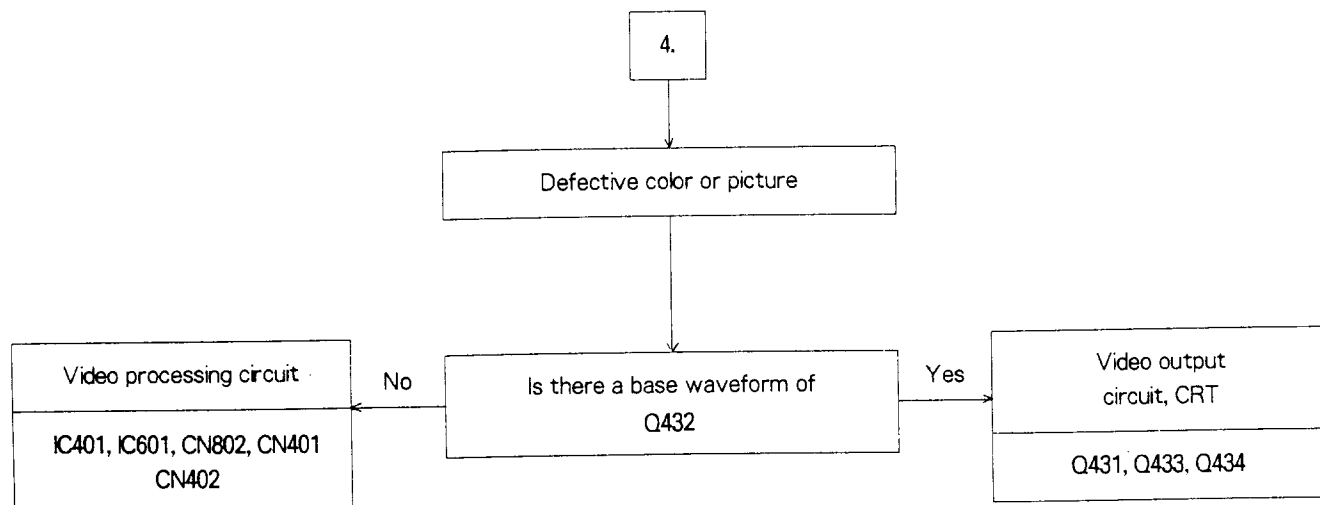 4.
Defective color or picture
Video processing circuit
IC401, IC601, CN802, CN401
CN402
No
Is there a base waveform of
Q432
Yes
Video output
circuit, CRT
Q431, Q433, Q434